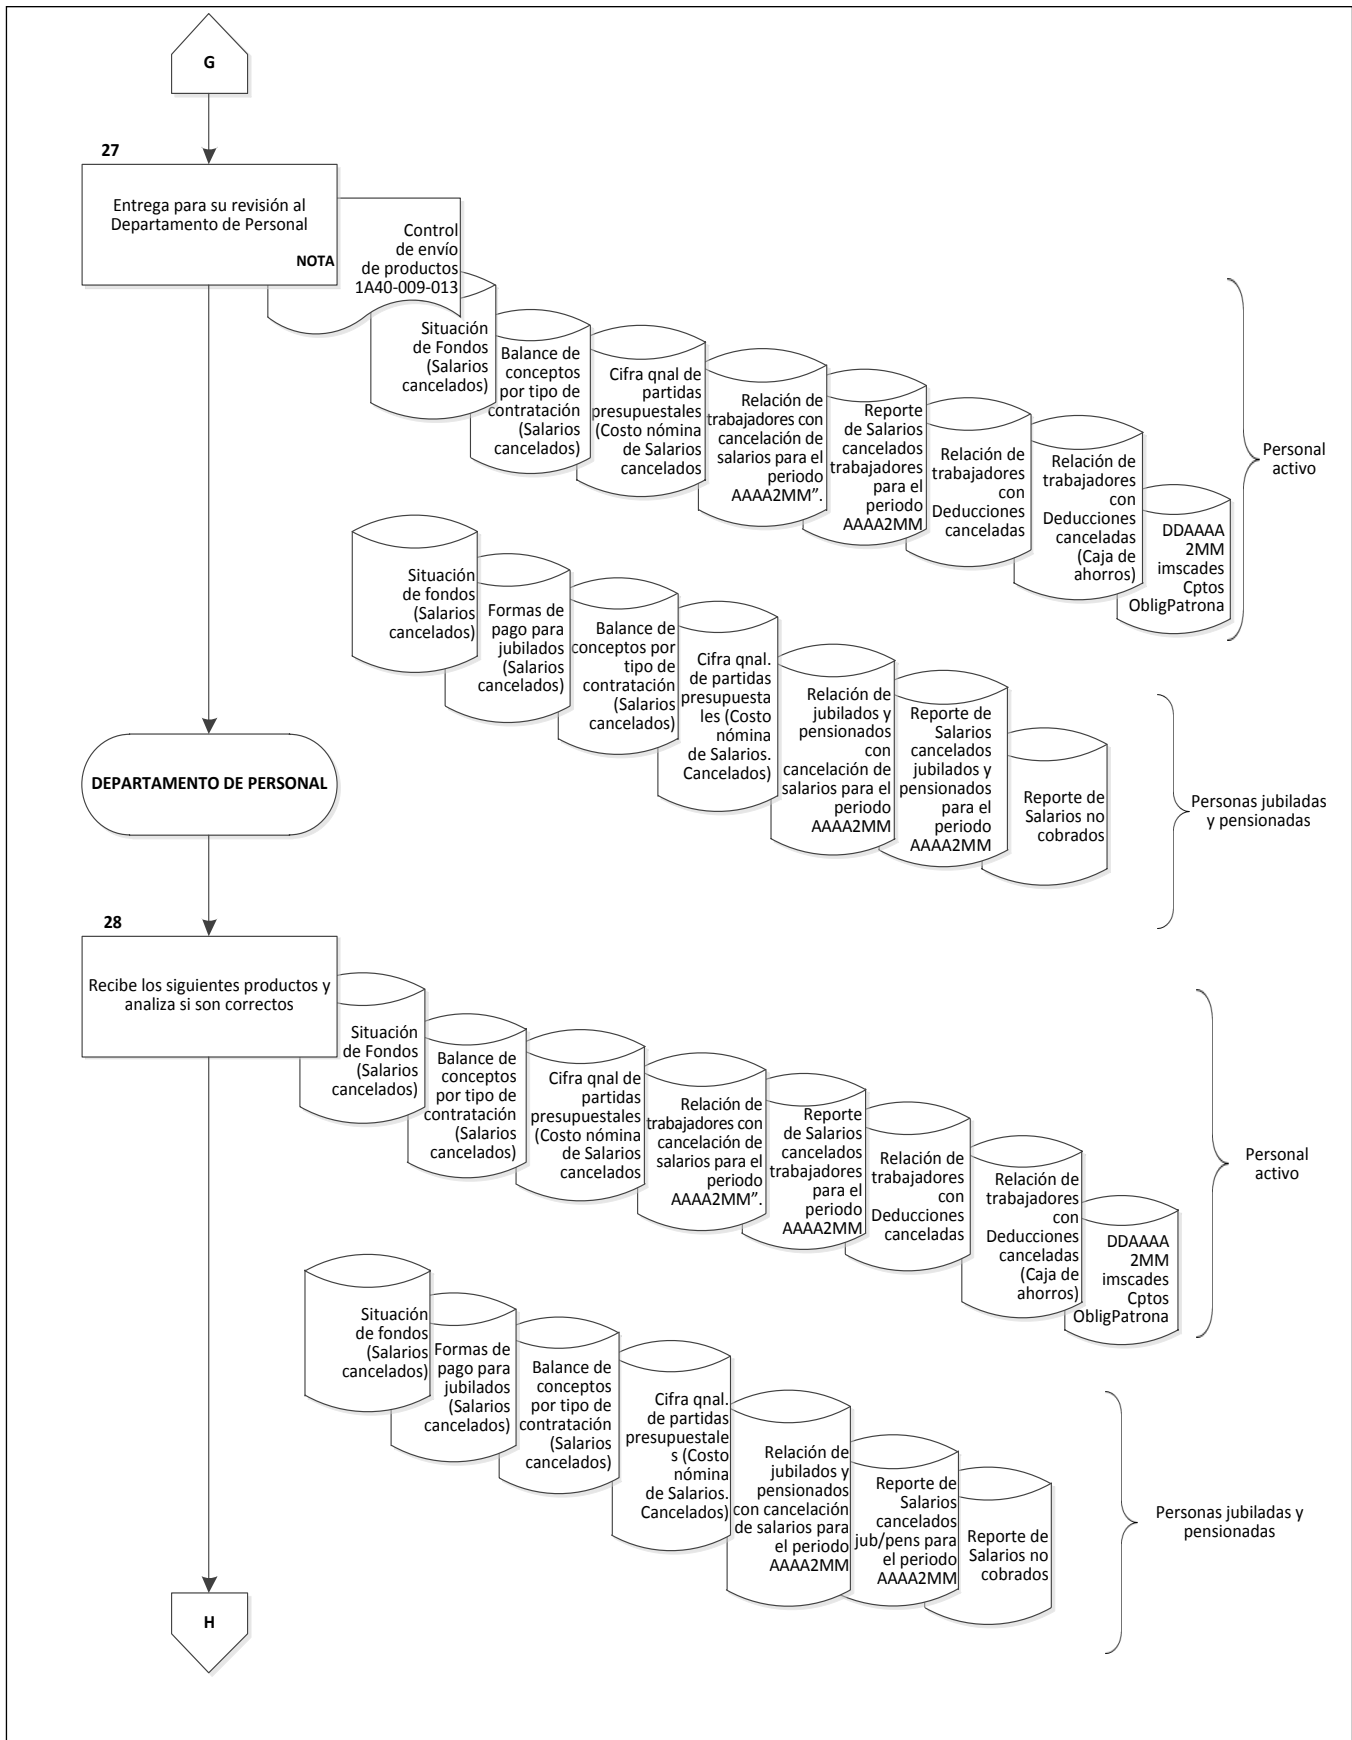 G
27
Entrega para su revisión al
Departamento de Personal
NOTA
Control
de envío
de productos
1A40-009-013
Situación
de Fondos
(Salarios
cancelados)
Balance de
conceptos
por tipo de
contratación
(Salarios
cancelados)
Cifra qnal de
partidas
presupuestales
(Costo nómina
de Salarios
cancelados
Relación de
trabajadores con
cancelación de
salarios para el
periodo
AAAA2MM”.
Reporte
de Salarios
cancelados
trabajadores
para el
periodo
AAAA2MM
Relación de
trabajadores
con
Deducciones
canceladas
Relación de
trabajadores
con
Deducciones
canceladas
(Caja de
ahorros)
DDAAAA
2MM
imscades
Cptos
ObligPatrona
Personal
activo
Situación
de fondos
(Salarios
cancelados)
Formas de
pago para
jubilados
(Salarios
cancelados)
Balance de
conceptos por
tipo de
contratación
(Salarios
cancelados)
Cifra qnal.
de partidas
presupuesta
les (Costo
nómina
de Salarios.
Cancelados)
Relación de
jubilados y
pensionados
con
cancelación de
salarios para el
periodo
AAAA2MM
Reporte de
Salarios
cancelados
jubilados y
pensionados
para el
periodo
AAAA2MM
Reporte de
Salarios no
cobrados
Personas jubiladas
y pensionadas
DEPARTAMENTO DE PERSONAL
28
Recibe los siguientes productos y
analiza si son correctos
Situación
de Fondos
(Salarios
cancelados)
Balance de
conceptos
por tipo de
contratación
(Salarios
cancelados)
Cifra qnal de
partidas
presupuestales
(Costo nómina
de Salarios
cancelados
Relación de
trabajadores con
cancelación de
salarios para el
periodo
AAAA2MM”.
Reporte
de Salarios
cancelados
trabajadores
para el
periodo
AAAA2MM
Relación de
trabajadores
con
Deducciones
canceladas
Relación de
trabajadores
con
Deducciones
canceladas
(Caja de
ahorros)
DDAAAA
2MM
imscades
Cptos
ObligPatrona
Personal
activo
Situación
de fondos
(Salarios
cancelados)
Formas de
pago para
jubilados
(Salarios
cancelados)
Balance de
conceptos
por tipo de
contratación
(Salarios
cancelados)
Cifra qnal.
de partidas
presupuestale
s (Costo
nómina
de Salarios.
Cancelados)
Relación de
jubilados y
pensionados
con cancelación
de salarios para
el periodo
AAAA2MM
Reporte de
Salarios
cancelados
jub/pens para
el periodo
AAAA2MM
Reporte de
Salarios no
cobrados
Personas jubiladas y
pensionadas
H